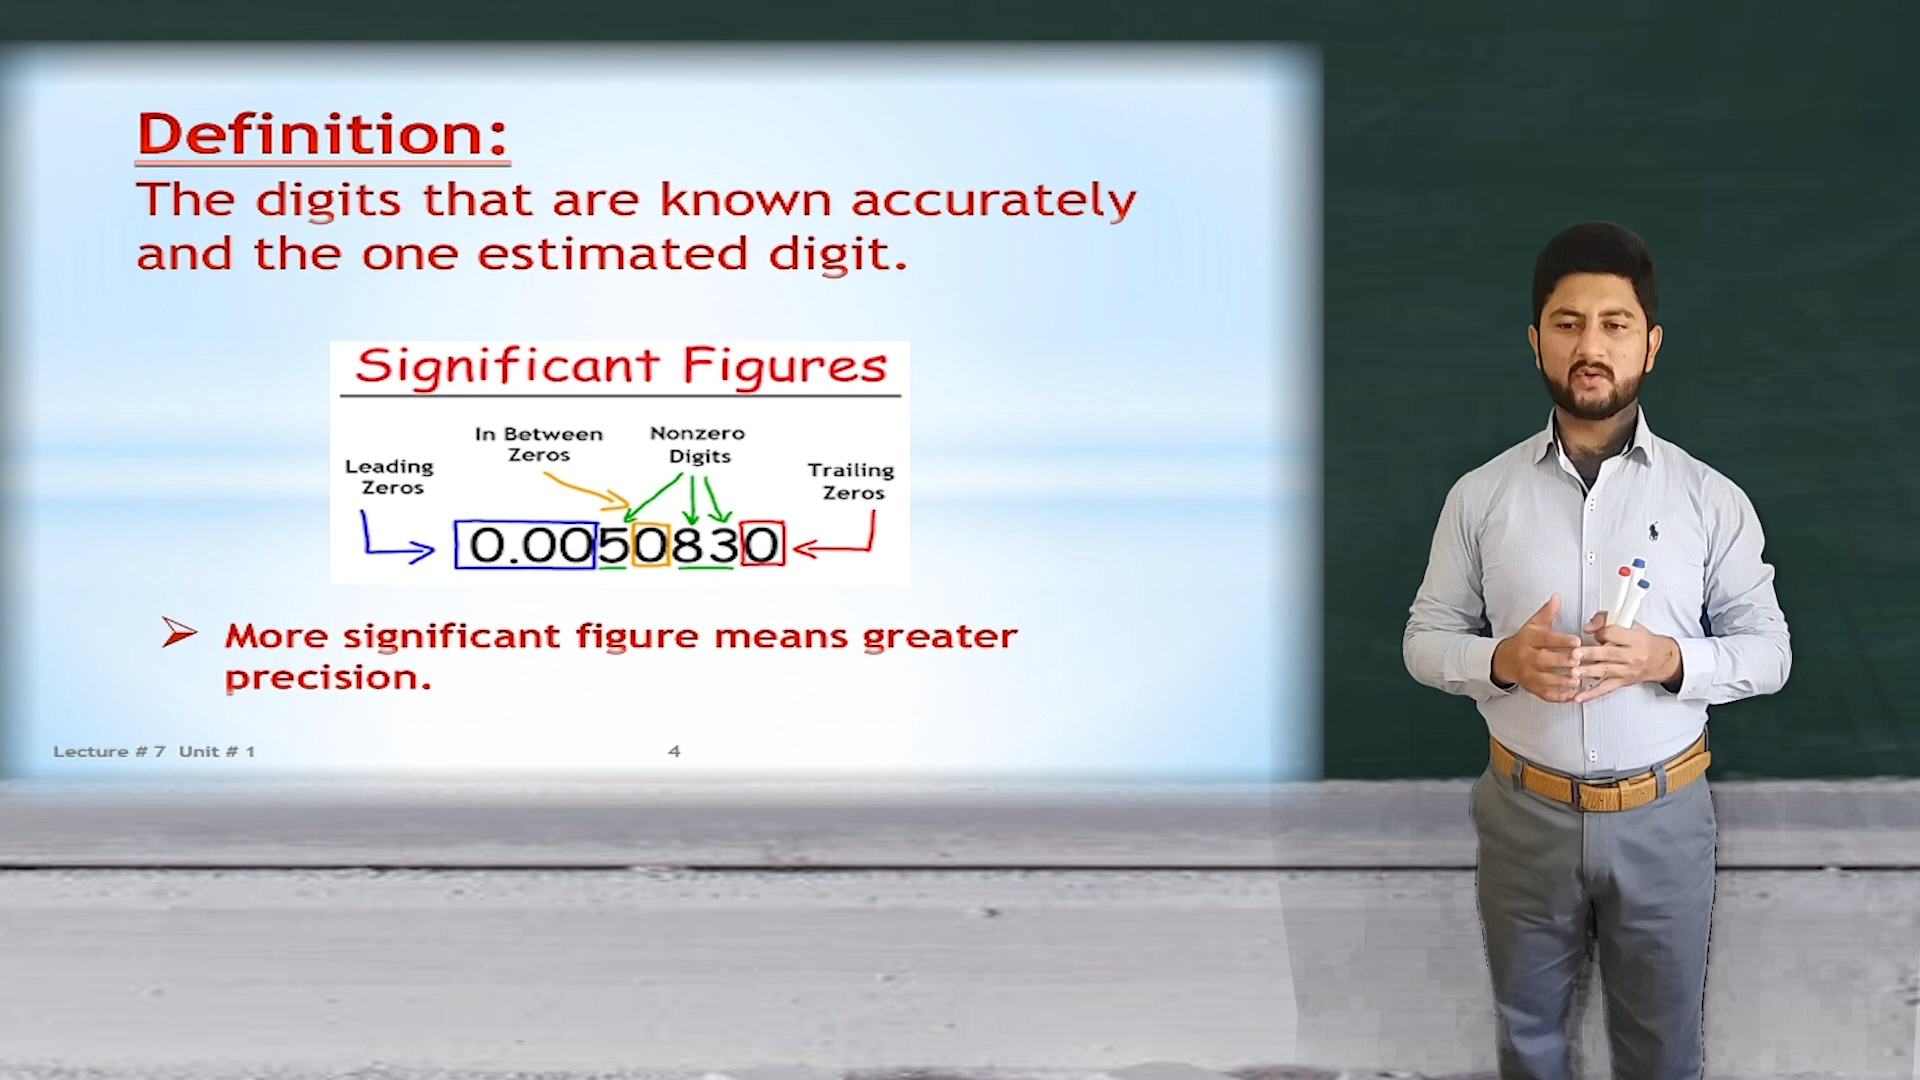 Definition:
The digits that are known accurately
and the one estimated digit.
Significant Figures
In Between
Zeros
Nonzero
Digits
Leading
Zeros
Trailing
Zeros
0.0050830
More significant figure means greater
precision.
Lecture # 7 Unit # 1
4